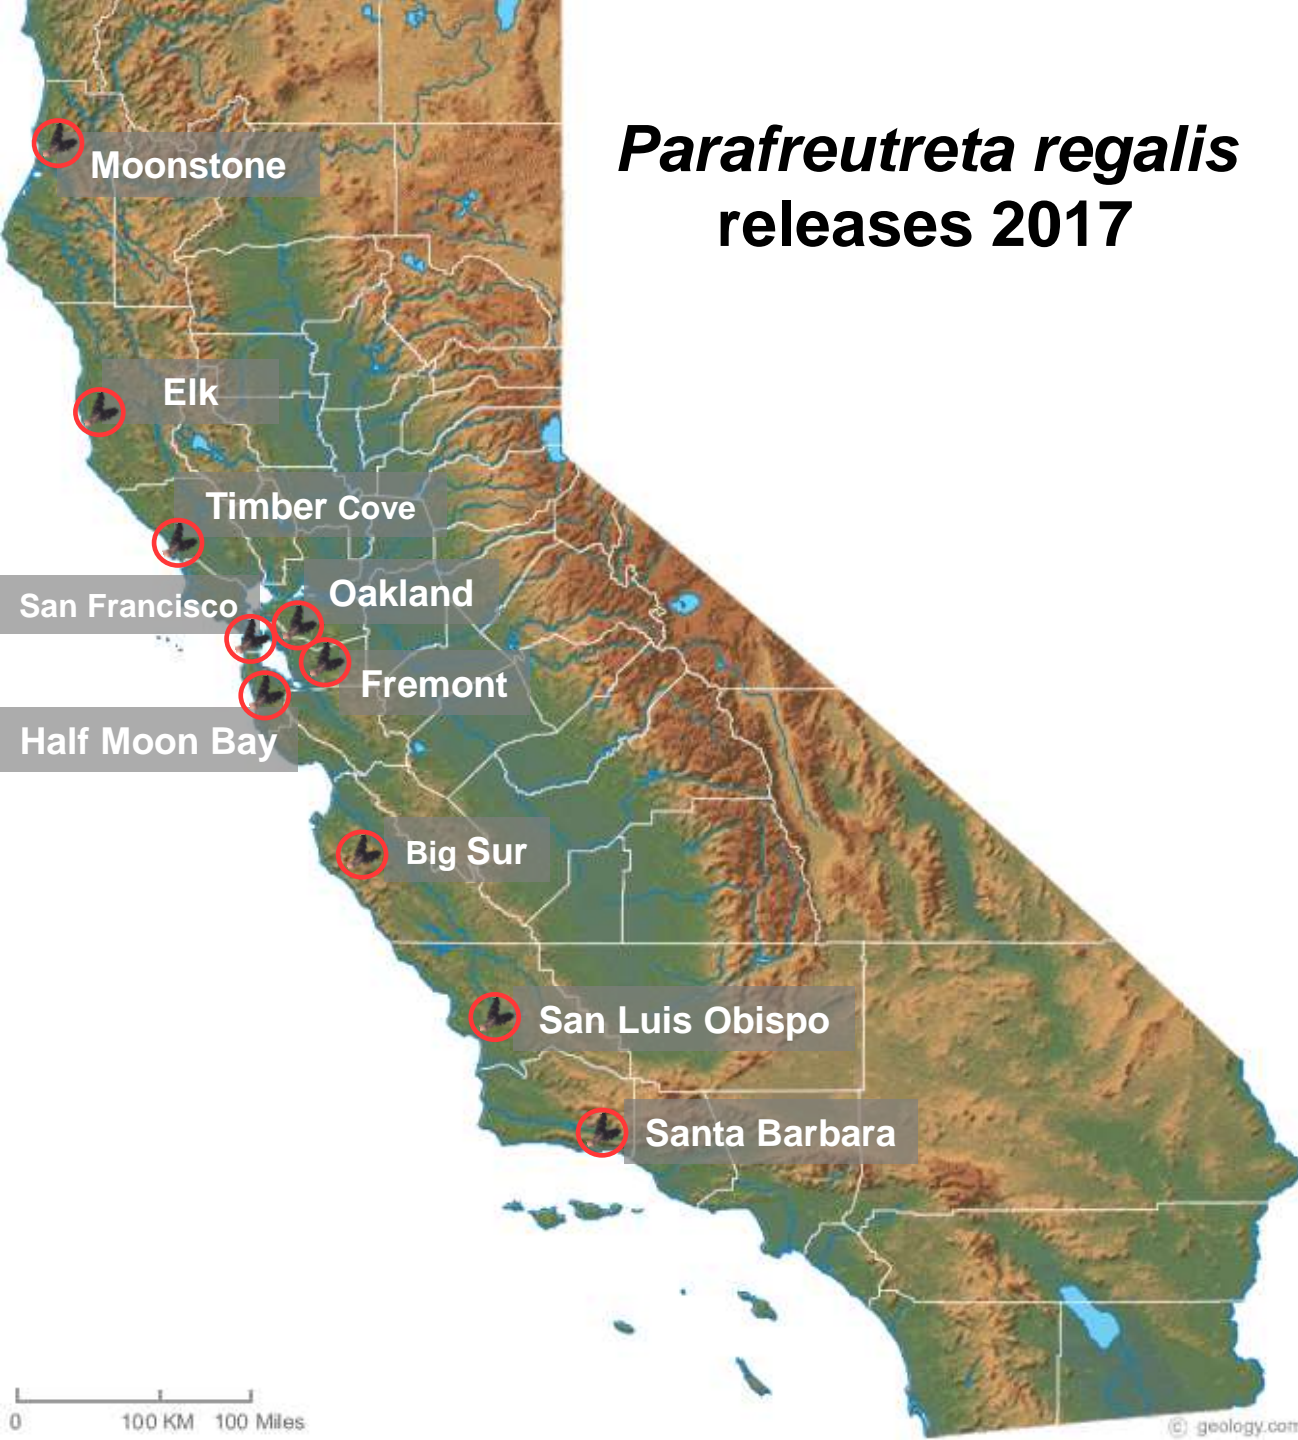 Parafreutreta regalis
releases 2017
Moonstone
Elk
Timber Cove
San Francisco
Oakland
Fremont
Half Moon Bay
Big Sur
San Luis Obispo
Santa Barbara
0 100 KM 100 Miles
© geology.com